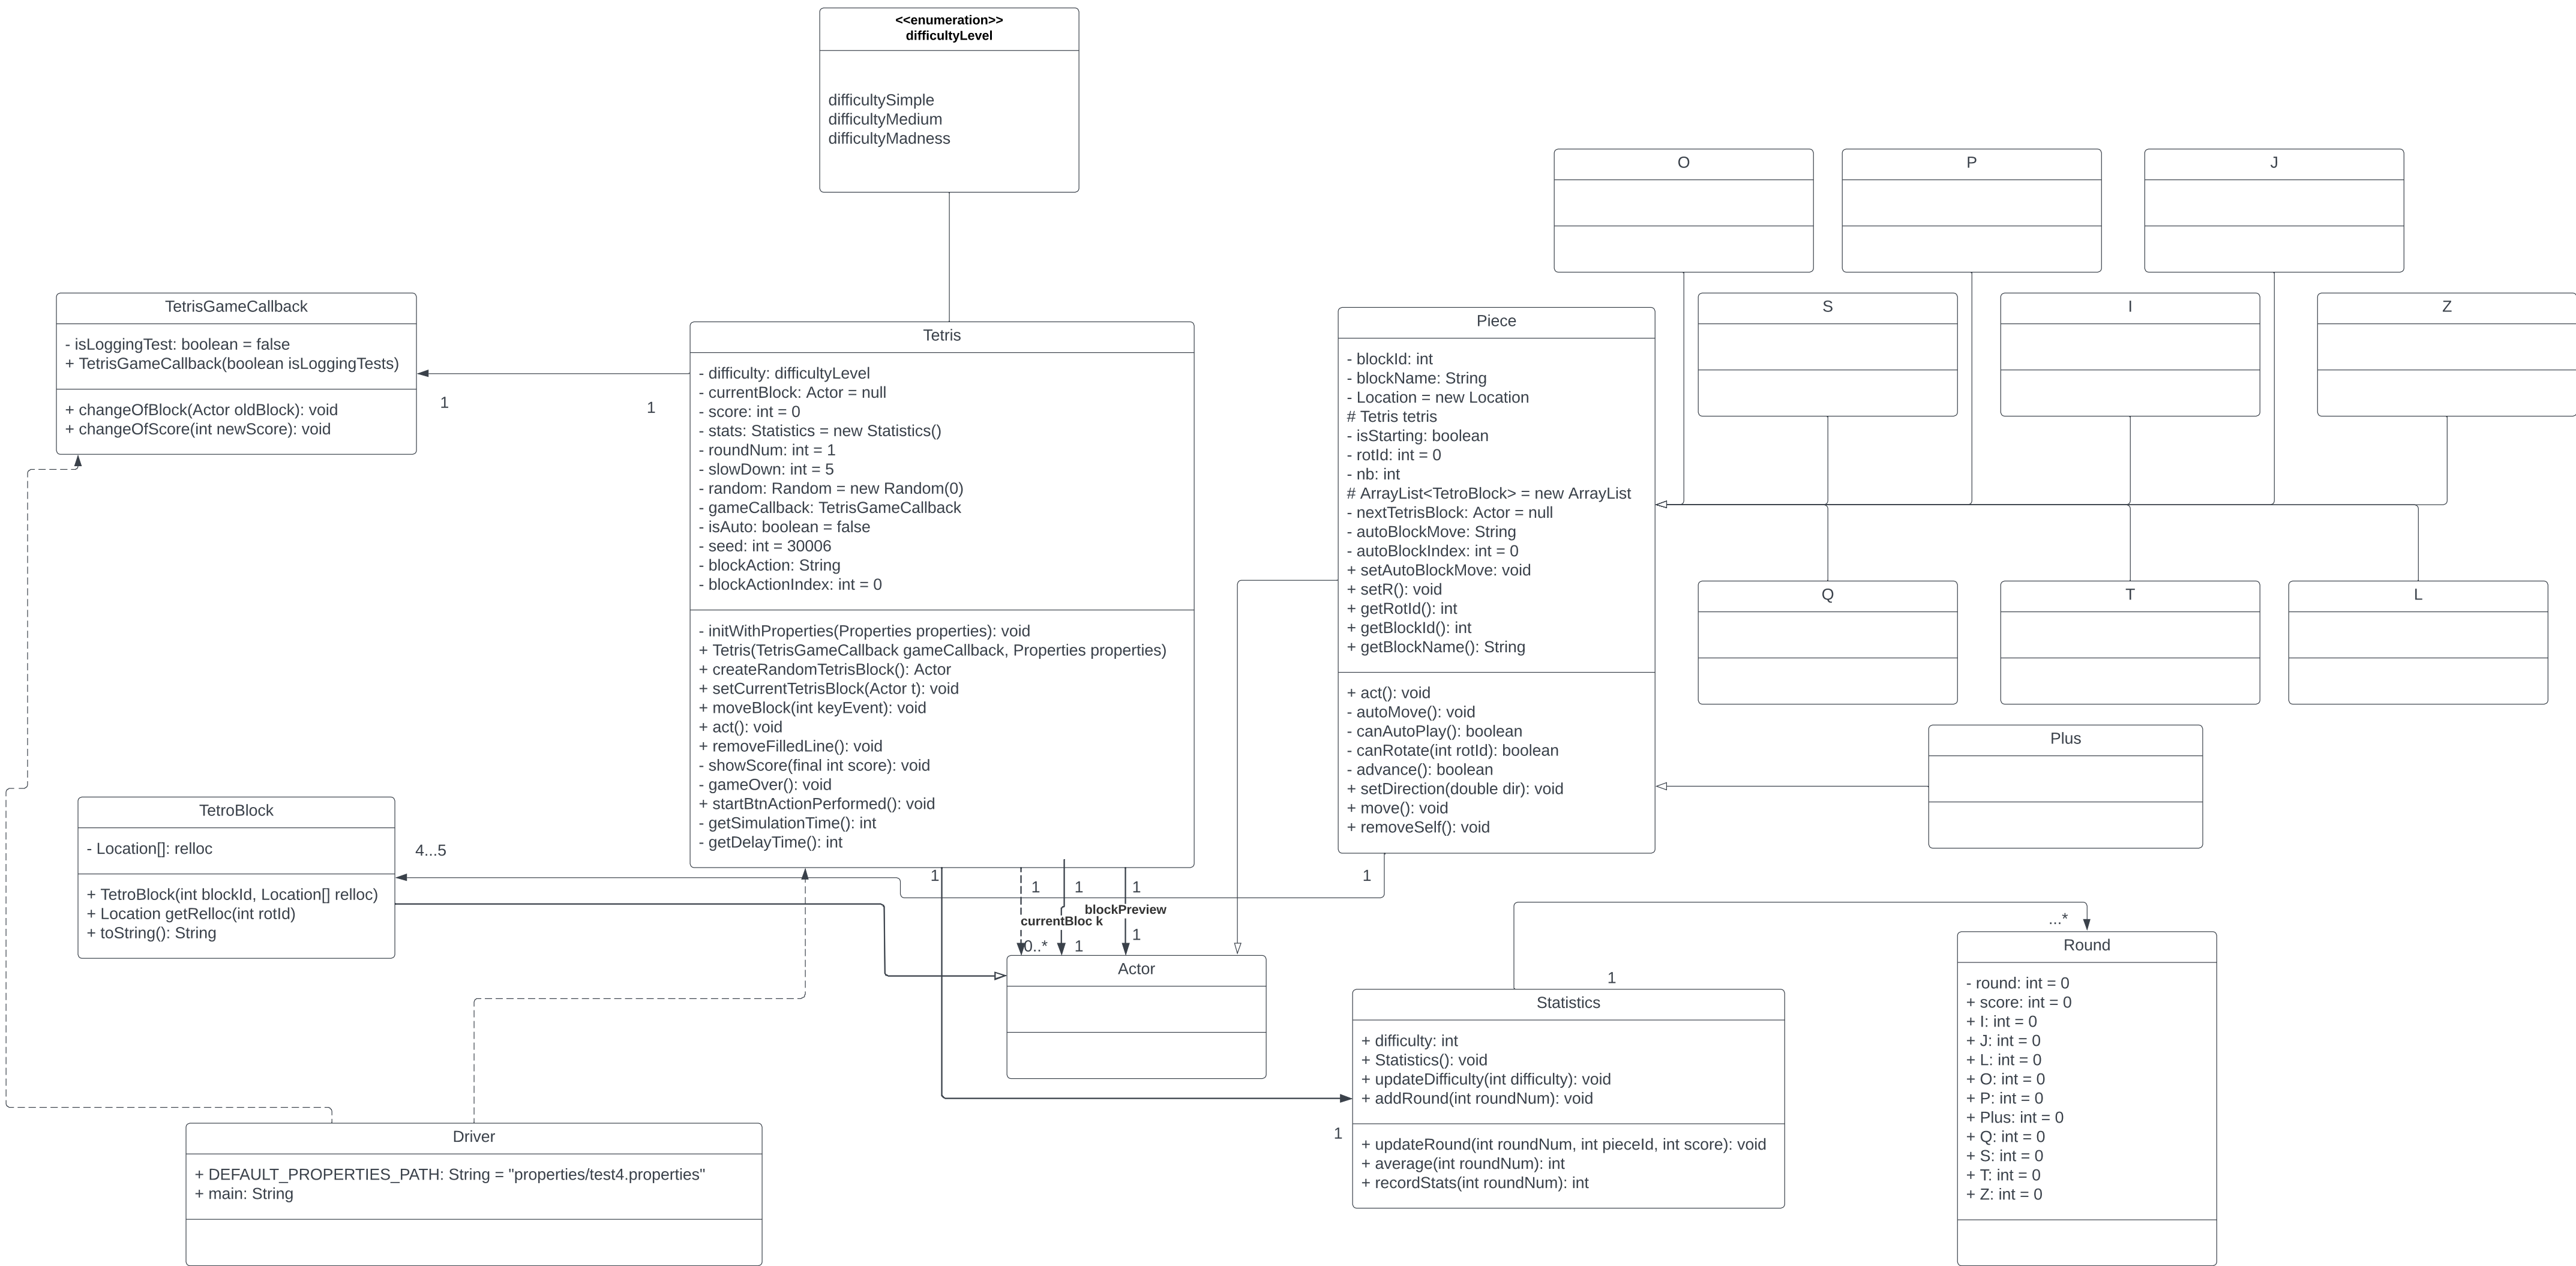 <<enumeration>>
difficultyLevel
difficultySimple
difficultyMedium
difficultyMadness
O
P
J
S
I
Z
TetrisGameCallback
- isLoggingTest: boolean = false
+ TetrisGameCallback(boolean isLoggingTests)
+ changeOfBlock(Actor oldBlock): void
+ changeOfScore(int newScore): void
1
1
Tetris
- difficulty: difficultyLevel
- currentBlock: Actor = null
- score: int = 0
- stats: Statistics = new Statistics()
- roundNum: int = 1
- slowDown: int = 5
- random: Random = new Random(0)
- gameCallback: TetrisGameCallback
- isAuto: boolean = false
- seed: int = 30006
- blockAction: String
- blockActionIndex: int = 0
- initWithProperties(Properties properties): void
+ Tetris(TetrisGameCallback gameCallback, Properties properties)
+ createRandomTetrisBlock(): Actor
+ setCurrentTetrisBlock(Actor t): void
+ moveBlock(int keyEvent): void
+ act(): void
+ removeFilledLine(): void
- showScore(final int score): void
- gameOver(): void
+ startBtnActionPerformed(): void
- getSimulationTime(): int
- getDelayTime(): int
Piece
- blockId: int
- blockName: String
- Location = new Location
# Tetris tetris
- isStarting: boolean
- rotId: int = 0
- nb: int
# ArrayList<TetroBlock> = new ArrayList
- nextTetrisBlock: Actor = null
- autoBlockMove: String
- autoBlockIndex: int = 0
+ setAutoBlockMove: void
+ setR(): void
+ getRotId(): int
+ getBlockId(): int
+ getBlockName(): String
+ act(): void
- autoMove(): void
- canAutoPlay(): boolean
- canRotate(int rotId): boolean
- advance(): boolean
+ setDirection(double dir): void
+ move(): void
+ removeSelf(): void
Q
T
L
Plus
TetroBlock
- Location[]: relloc
+ TetroBlock(int blockId, Location[] relloc)
+ Location getRelloc(int rotId)
+ toString(): String
4...5
1
1
1
1
1
blockPreview
currentBloc k
0..*
1
1
Actor
1
...*
Statistics
+ difficulty: int
+ Statistics(): void
+ updateDifficulty(int difficulty): void
+ addRound(int roundNum): void
+ updateRound(int roundNum, int pieceId, int score): void
+ average(int roundNum): int
+ recordStats(int roundNum): int
1
Round
- round: int = 0
+ score: int = 0
+ I: int = 0
+ J: int = 0
+ L: int = 0
+ O: int = 0
+ P: int = 0
+ Plus: int = 0
+ Q: int = 0
+ S: int = 0
+ T: int = 0
+ Z: int = 0
Driver
+ DEFAULT_PROPERTIES_PATH: String = "properties/test4.properties"
+ main: String